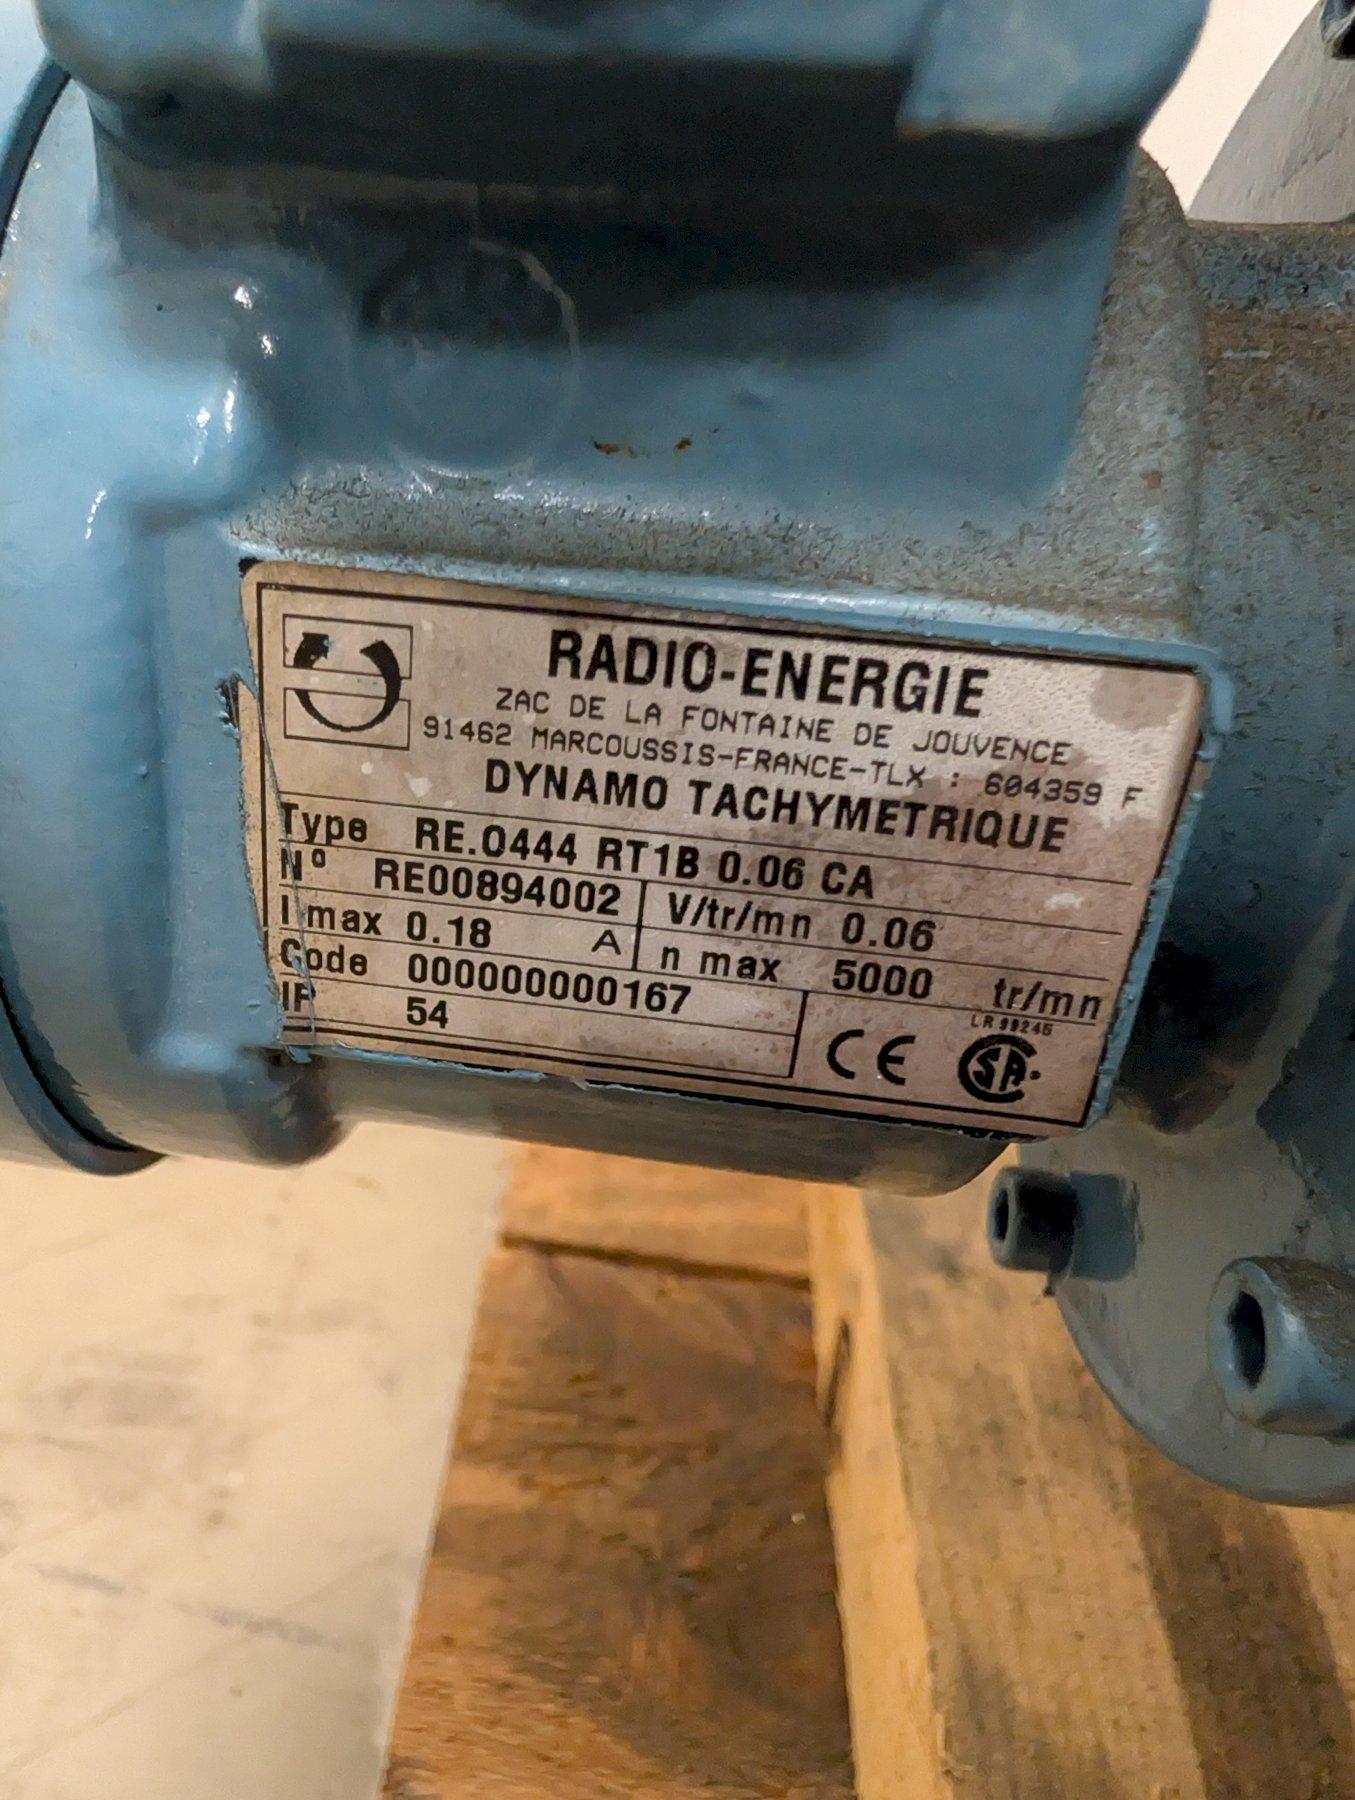 RADIO-ENERGIE
ZAC DE LA FONTAINE DE JOUVENCE
91462 MARCOUSSIS-FRANCE-TLX : 604359 F
DYNAMO TACHYMETRIQUE
Type RE.0444 RT1B 0.06 CA
N° RE00894002 V/tr/mn 0.06
I max 0.18 A n max 5000 tr/mn
Code 000000000167
IP 54
LR 99245
CE SA